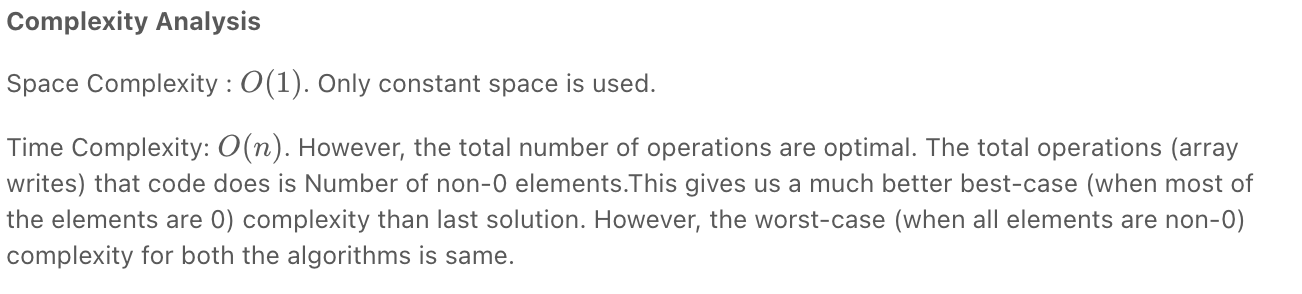 Complexity Analysis
Space Complexity : O(1). Only constant space is used.
Time Complexity: O(n). However, the total number of operations are optimal. The total operations (array
writes) that code does is Number of non-0 elements.This gives us a much better best-case (when most of
the elements are 0) complexity than last solution. However, the worst-case (when all elements are non-0)
complexity for both the algorithms is same.